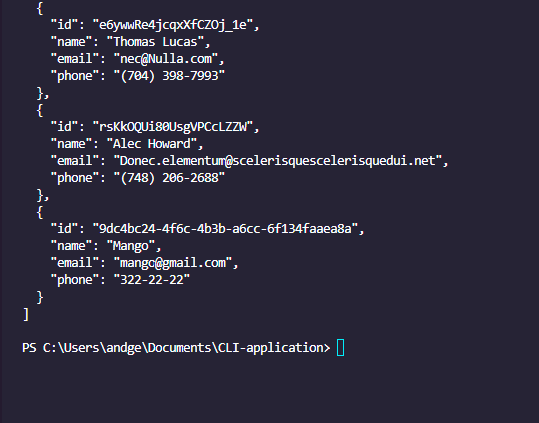 {
"id": "e6ywwRe4jcqxXfCZOj_1e",
"name": "Thomas Lucas",
"email": "nec@Nulla.com",
"phone": "(704) 398-7993"
},
{
"id": "rsKkOQUi80UsgVPCcLZZW",
"name": "Alec Howard",
"email": "Donec.elementum@scelerisquescelerisquedui.net",
"phone": "(748) 206-2688"
},
{
"id": "9dc4bc24-4f6c-4b3b-a6cc-6f134faaea8a",
"name": "Mango",
"email": "mango@gmail.com",
"phone": "322-22-22"
}
]
PS C:\Users\andge\Documents\CLI-application>